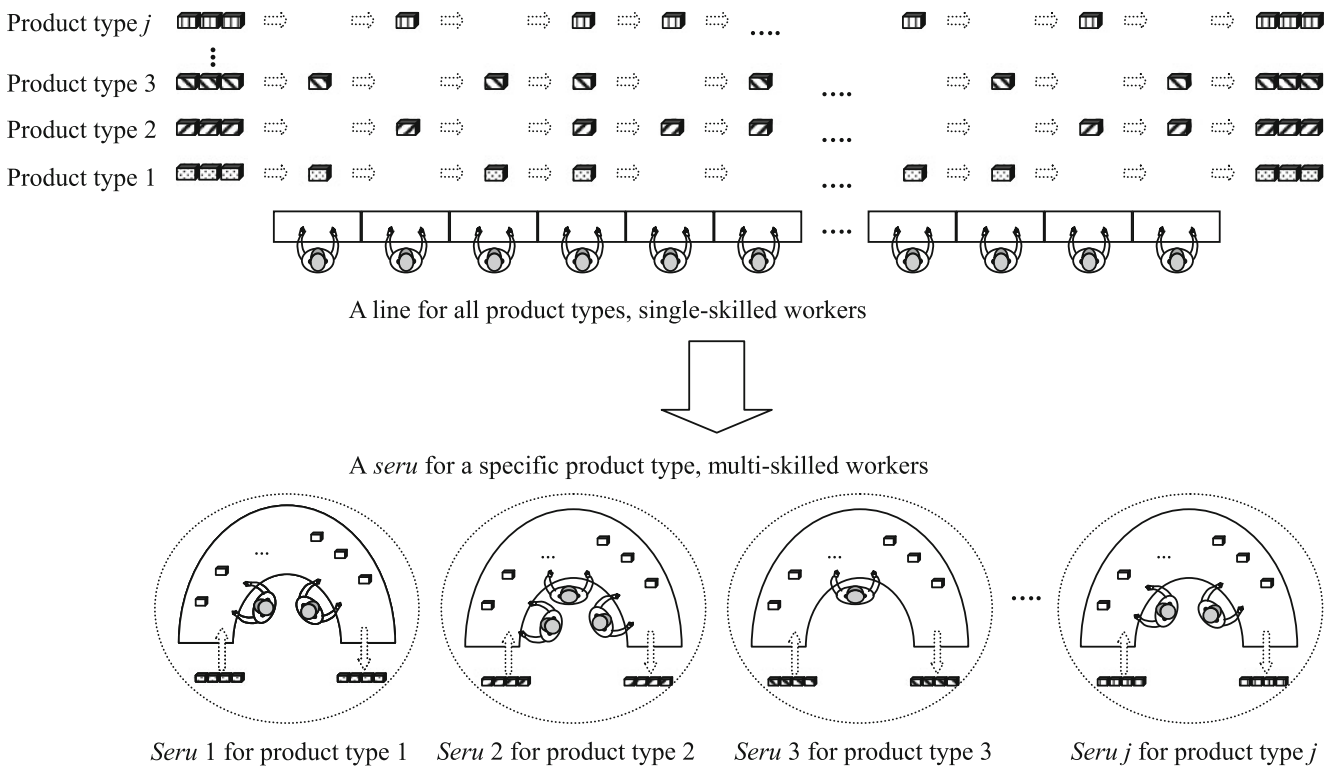 Product type j
Product type 3
Product type 2
Product type 1
A line for all product types, single-skilled workers
A seru for a specific product type, multi-skilled workers
Seru 1 for product type 1
Seru 2 for product type 2
Seru 3 for product type 3
Seru j for product type j